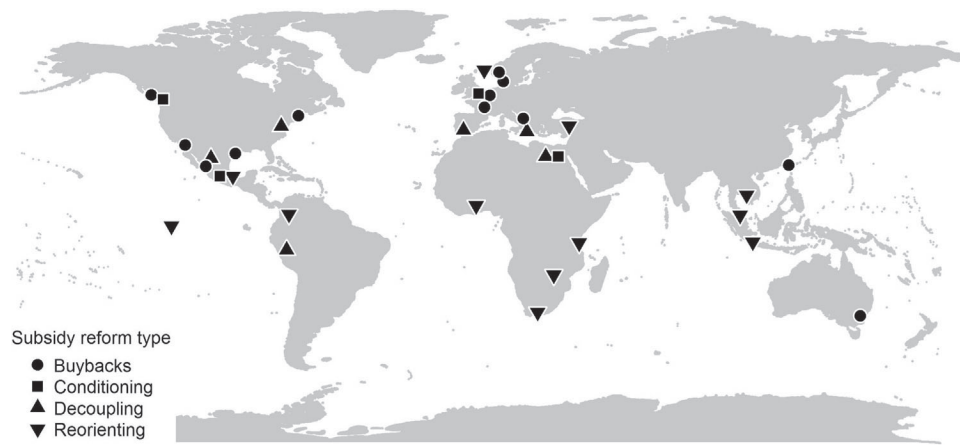 Subsidy reform type
Buybacks
Conditioning
Decoupling
Reorienting